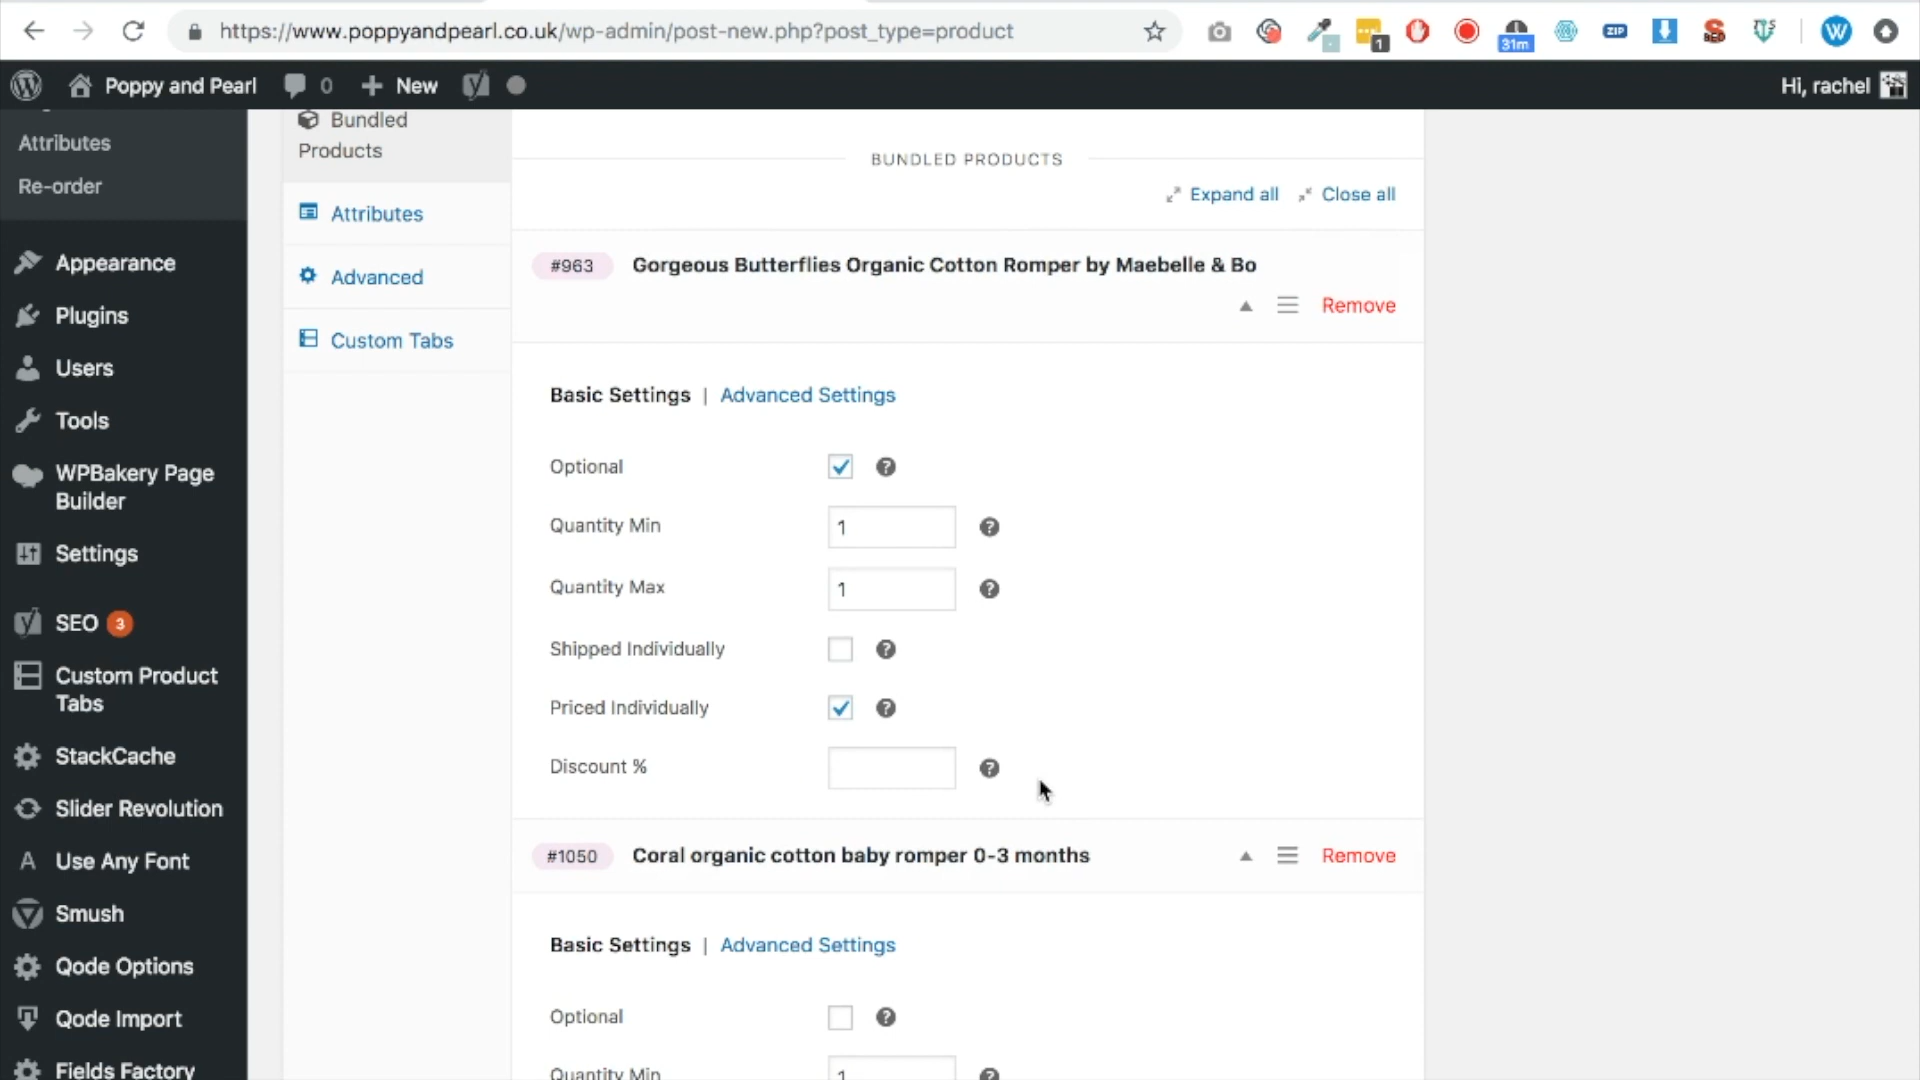 https://www.poppyandpearl.co.uk/wp-admin/post-new.php?post_type=product
1
31m
ZIP
SEO
W
Poppy and Pearl
0
New
Hi, rachel
Attributes
Re-order
Appearance
Plugins
Users
Tools
WPBakery Page
Builder
Settings
SEO 3
Custom Product
Tabs
StackCache
Slider Revolution
A Use Any Font
Smush
Qode Options
Qode Import
Fields Factory
Bundled
Products
Attributes
Advanced
Custom Tabs
BUNDLED PRODUCTS
Expand all
Close all
#963 Gorgeous Butterflies Organic Cotton Romper by Maebelle & Bo
Remove
Basic Settings | Advanced Settings
Optional ?
Quantity Min 1 ?
Quantity Max 1 ?
Shipped Individually ?
Priced Individually ?
Discount % ?
#1050 Coral organic cotton baby romper 0-3 months Remove
Basic Settings | Advanced Settings
Optional ?
Quantity Min 1 ?